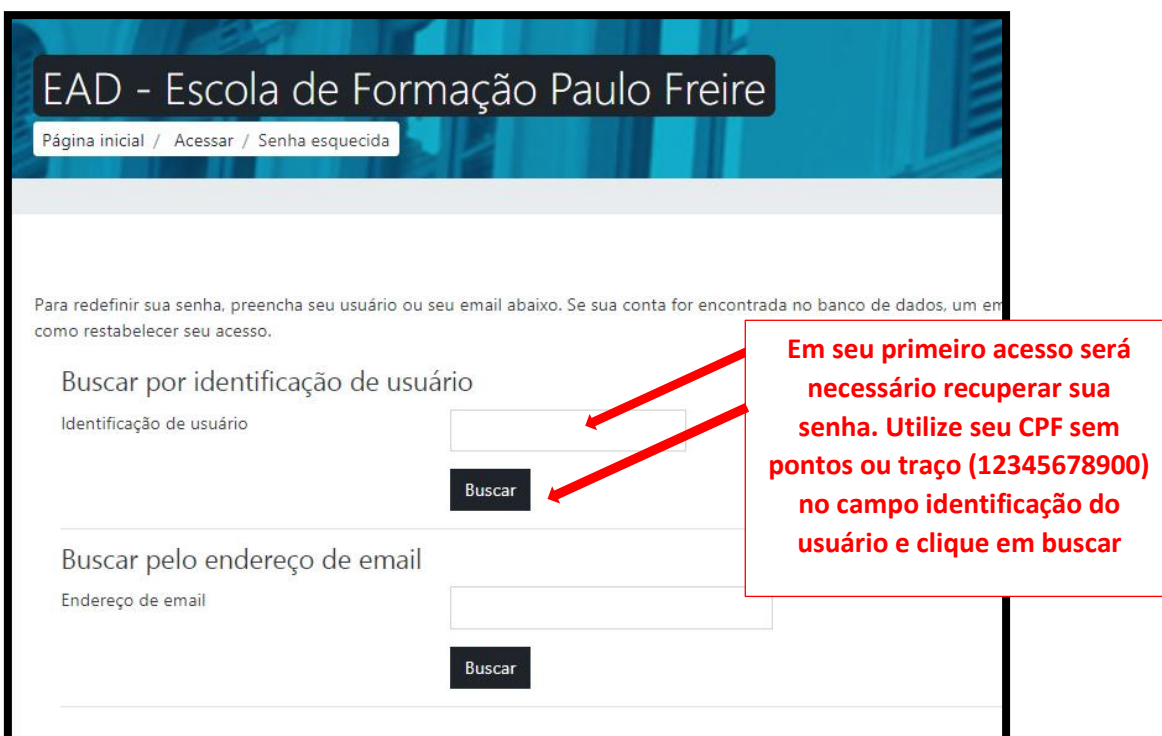 EAD - Escola de Formação Paulo Freire
Página inicial / Acessar / Senha esquecida
Para redefinir sua senha, preencha seu usuário ou seu email abaixo. Se sua conta for encontrada no banco de dados, um em
como restabelecer seu acesso.
Em seu primeiro acesso será
necessário recuperar sua
senha. Utilize seu CPF sem
pontos ou traço (12345678900)
no campo identificação do
usuário e clique em buscar
Buscar por identificação de usuário
Identificação de usuário
Buscar
Buscar pelo endereço de email
Endereço de email
Buscar